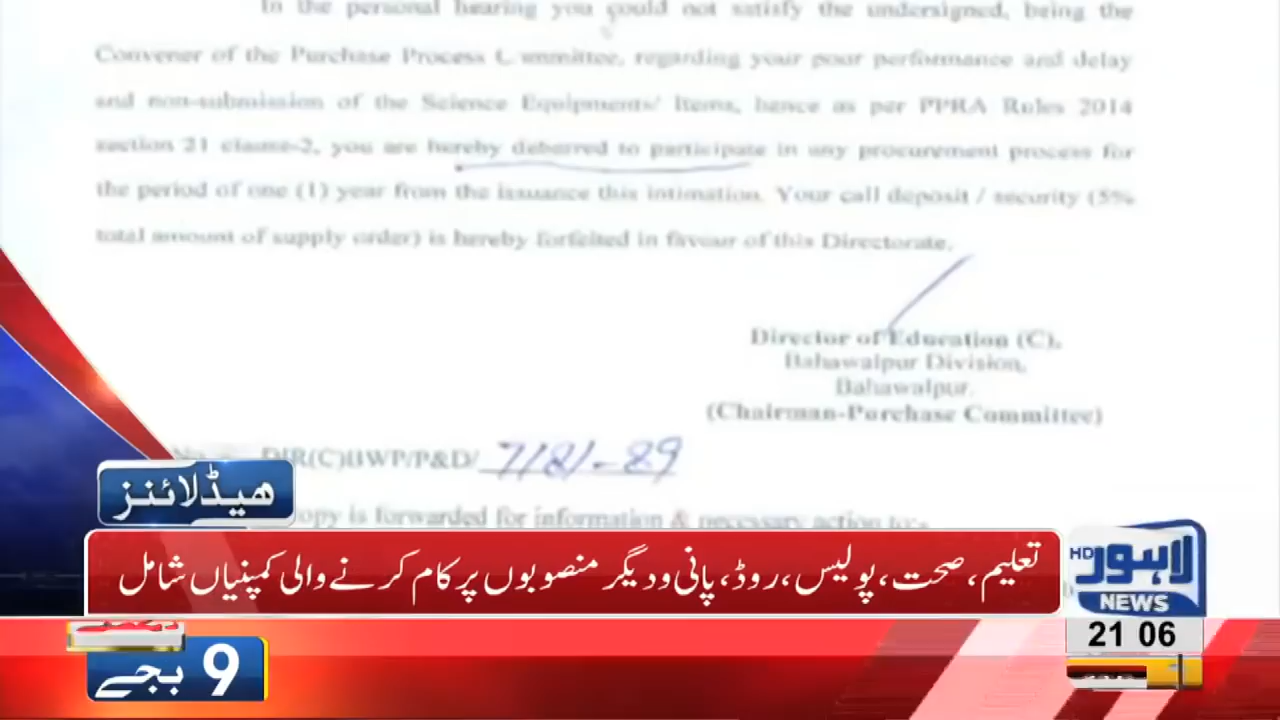 In the personal hearing you could not satisfy the undersigned, being the
Convener of the Purchase Process Committee, regarding your poor performance and delay
and non-submission of the Science Equipments/ Items, hence as per PPRA Rules 2014
section 21 clause-2, you are hereby debarred to participate in any procurement process for
the period of one (1) year from the issuance this intimation. Your call deposit / security (5%
total amount of supply order) is hereby forfeited in favour of this Directorate.
Director of Education (C),
Bahawalpur Division,
Bahawalpur.
(Chairman-Purchase Committee)
No. DIR(C)BWP/P&D/ 7181-89
opy is forwarded for information & necessary action to:-
ھیڈلائنز
تعلیم، صحت، پولیس، روڈ، پانی ودیگر منصوبوں پر کام کرنے والی کمپنیاں شامل
HD لاہور
NEWS
21 06
9 بجے